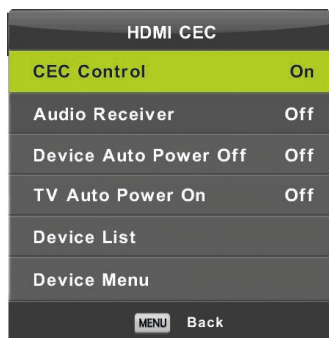 HDMI CEC
CEC Control On
Audio Receiver Off
Device Auto Power Off Off
TV Auto Power On Off
Device List
Device Menu
MENU Back